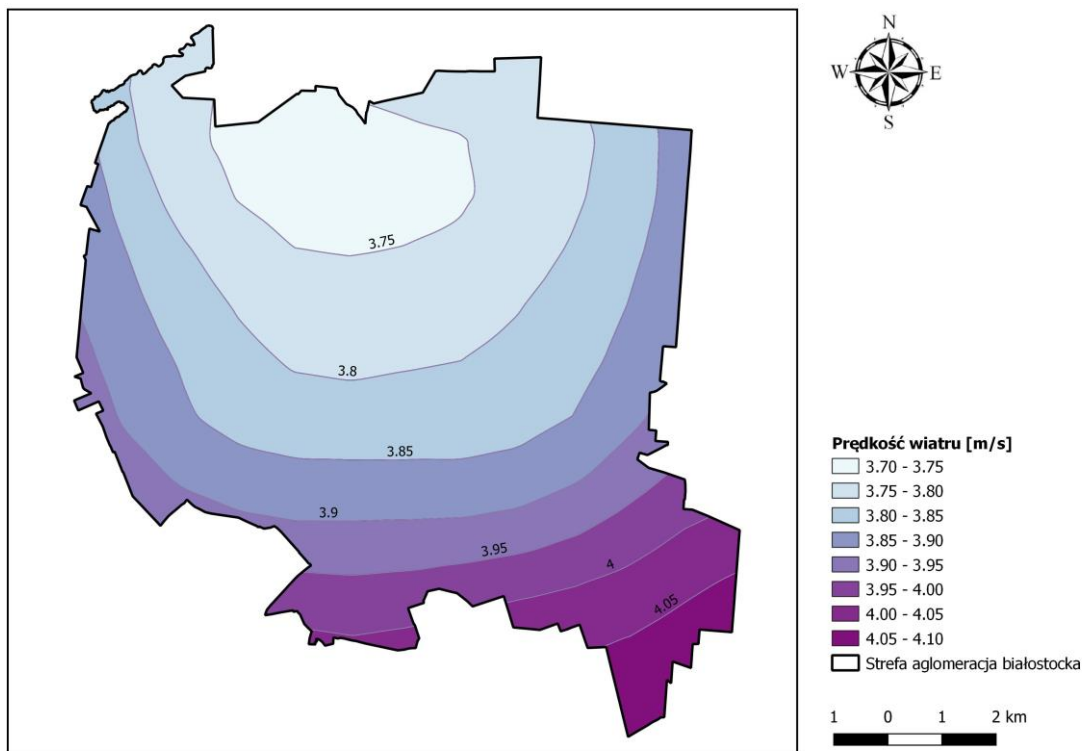 N
W E
S
3.75
3.8
3.85
3.9
3.95
4
4.05
Prędkość wiatru [m/s]
3.70 - 3.75
3.75 - 3.80
3.80 - 3.85
3.85 - 3.90
3.90 - 3.95
3.95 - 4.00
4.00 - 4.05
4.05 - 4.10
Strefa aglomeracja białostocka
1 0 1 2 km